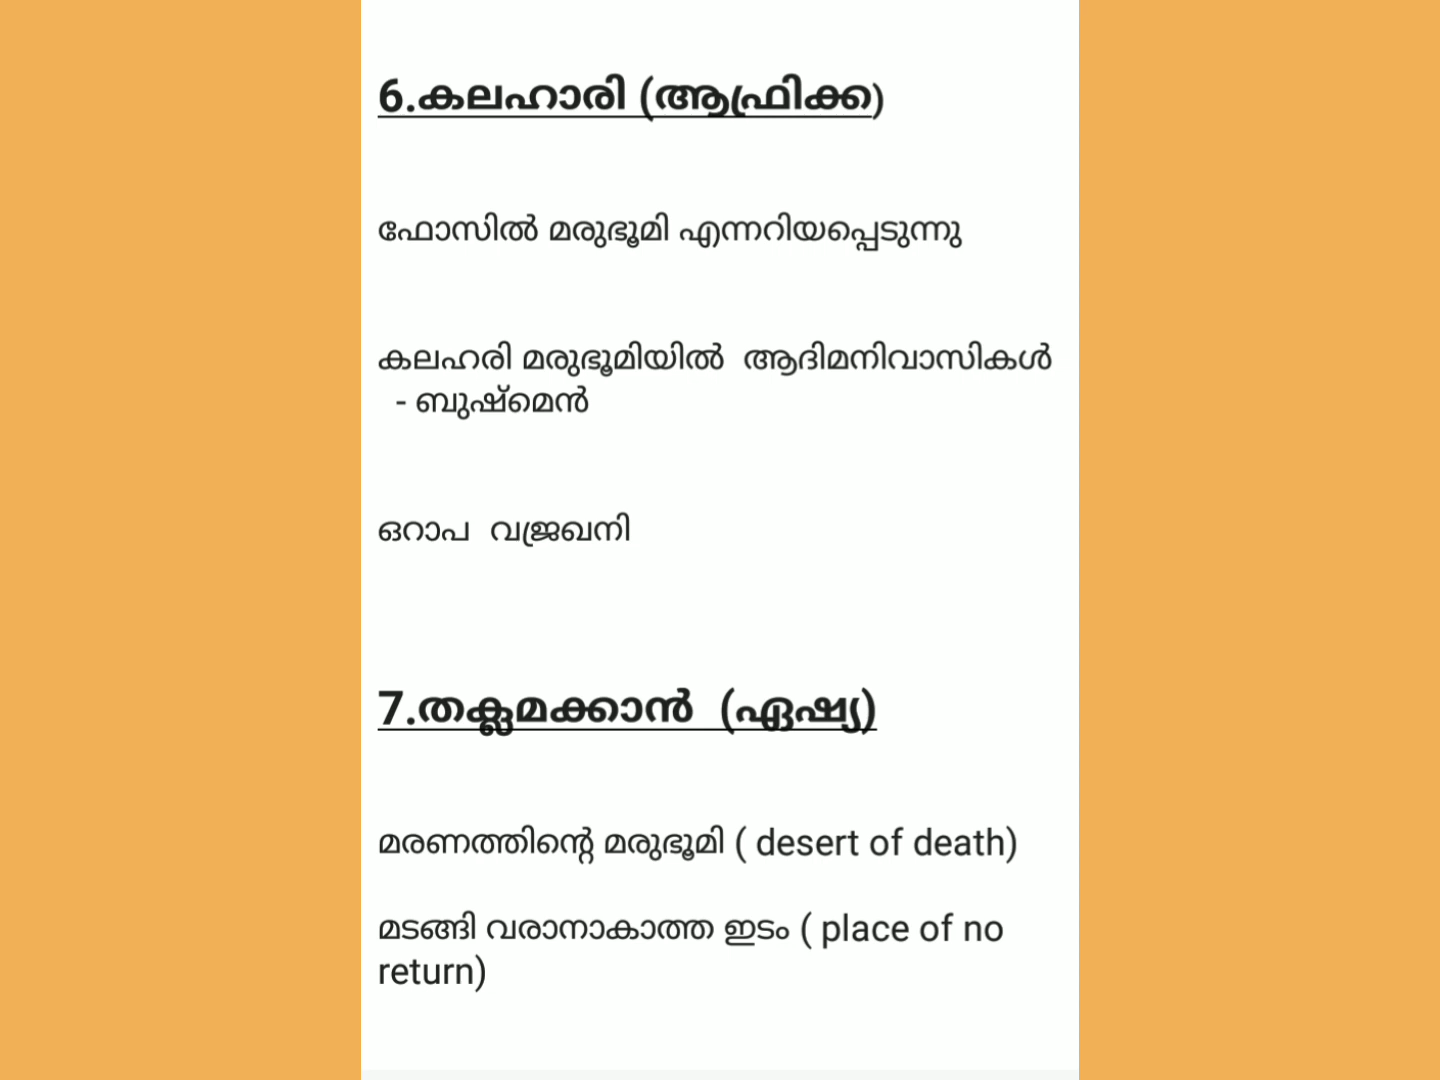 6.കലഹാരി (ആഫ്രിക്ക)
ഫോസിൽ മരുഭൂമി എന്നറിയപ്പെടുന്നു
കലഹരി മരുഭൂമിയിൽ ആദിമനിവാസികൾ
- ബുഷ്മെൻ
ഒറാപ വജ്രഖനി
7.തക്ലമക്കാൻ (ഏഷ്യ)
മരണത്തിന്റെ മരുഭൂമി ( desert of death)
മടങ്ങി വരാനാകാത്ത ഇടം ( place of no
return)